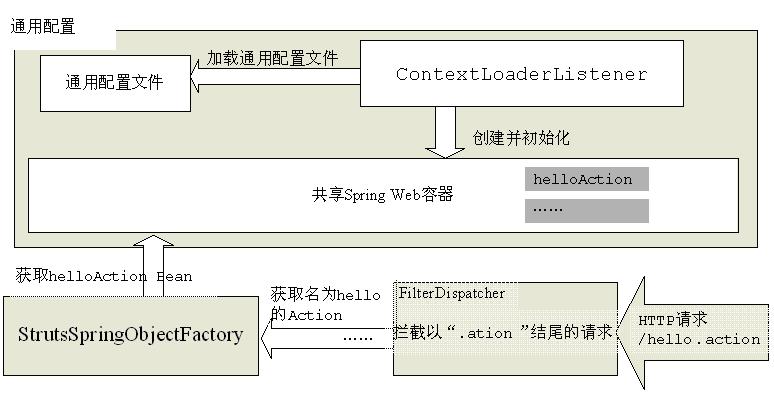 通用配置
加载通用配置文件
通用配置文件
ContextLoaderListener
创建并初始化
共享Spring Web容器
helloAction
……
获取helloAction Bean
StrutsSpringObjectFactory
获取名为hello
的Action
……
FilterDispatcher
拦截以“.ation ”结尾的请求
HTTP请求
/hello.action